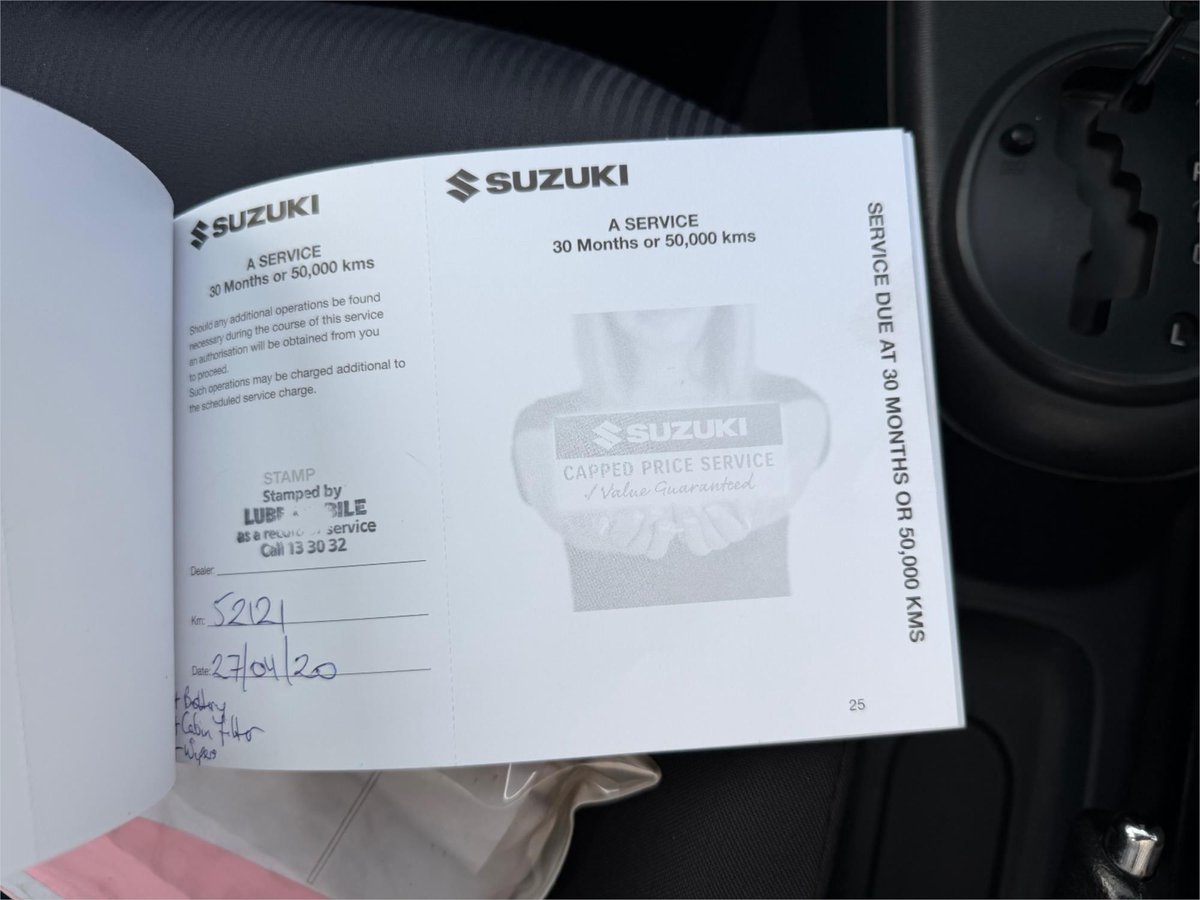 SUZUKI
A SERVICE
30 Months or 50,000 kms
Should any additional operations be found
necessary during the course of this service
an authorisation will be obtained from you
to proceed.
Such operations may be charged additional to
the scheduled service charge.
STAMP
Stamped by
as a service
Call 13 30 32
Dealer:
Km: 52121
Date: 27/04/20
+ Battery
+ Cabin Filter
SUZUKI
A SERVICE
30 Months or 50,000 kms
SUZUKI
CAPPED PRICE SERVICE
Value Guaranteed
25
SERVICE DUE AT 30 MONTHS OR 50,000 KMS
L